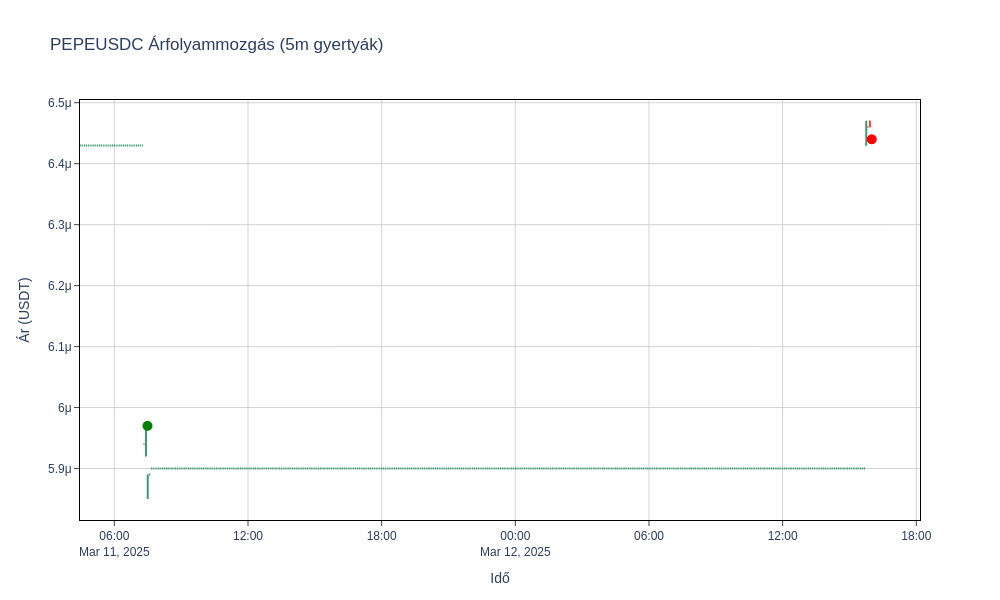 PEPEUSDC Árfolyammozgás (5m gyertyák)
6.5μ
6.4μ
6.3μ
6.2μ
6.1μ
6μ
5.9μ
Ár (USDT)
06:00 12:00 18:00 00:00 06:00 12:00 18:00
Mar 11, 2025 Mar 12, 2025
Idő